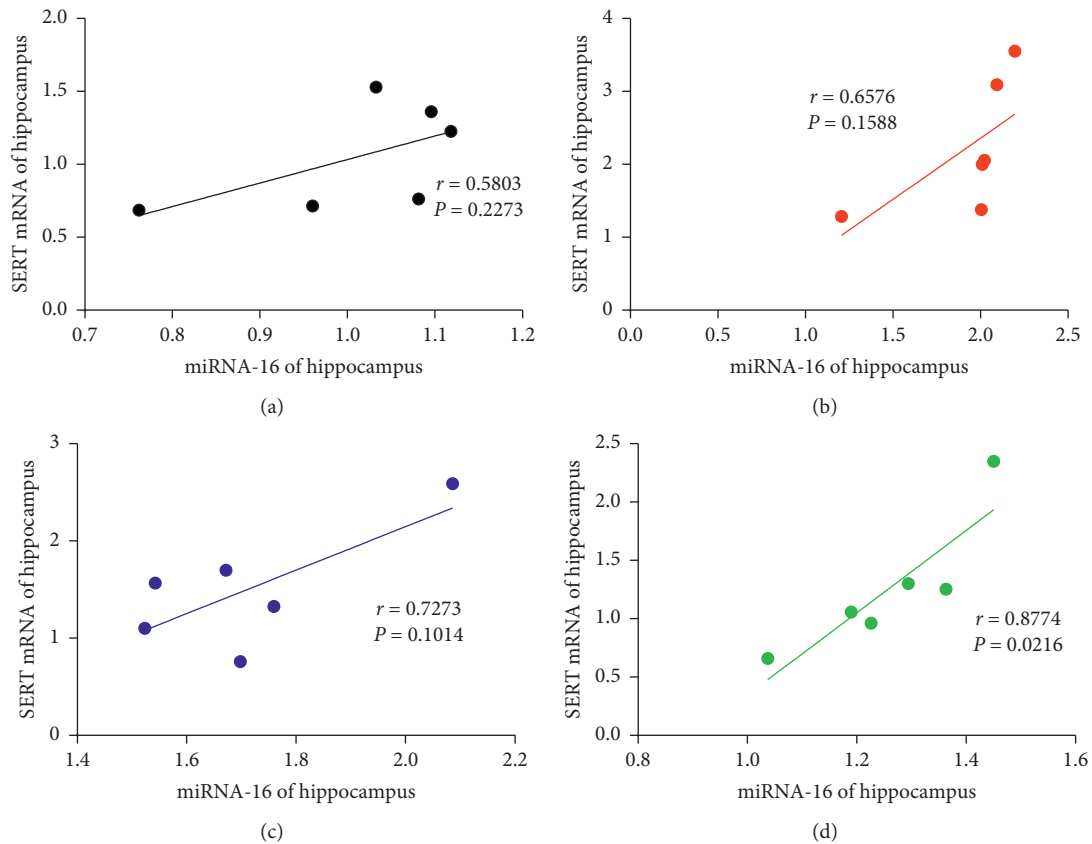 2.0
1.5
1.0
0.5
0.0
SERT mRNA of hippocampus
r = 0.5803
P = 0.2273
0.7 0.8 0.9 1.0 1.1 1.2
miRNA-16 of hippocampus
(a)
4
3
2
1
0
SERT mRNA of hippocampus
r = 0.6576
P = 0.1588
0.0 0.5 1.0 1.5 2.0 2.5
miRNA-16 of hippocampus
(b)
3
2
1
0
SERT mRNA of hippocampus
r = 0.7273
P = 0.1014
1.4 1.6 1.8 2.0 2.2
miRNA-16 of hippocampus
(c)
2.5
2.0
1.5
1.0
0.5
0.0
SERT mRNA of hippocampus
r = 0.8774
P = 0.0216
0.8 1.0 1.2 1.4 1.6
miRNA-16 of hippocampus
(d)